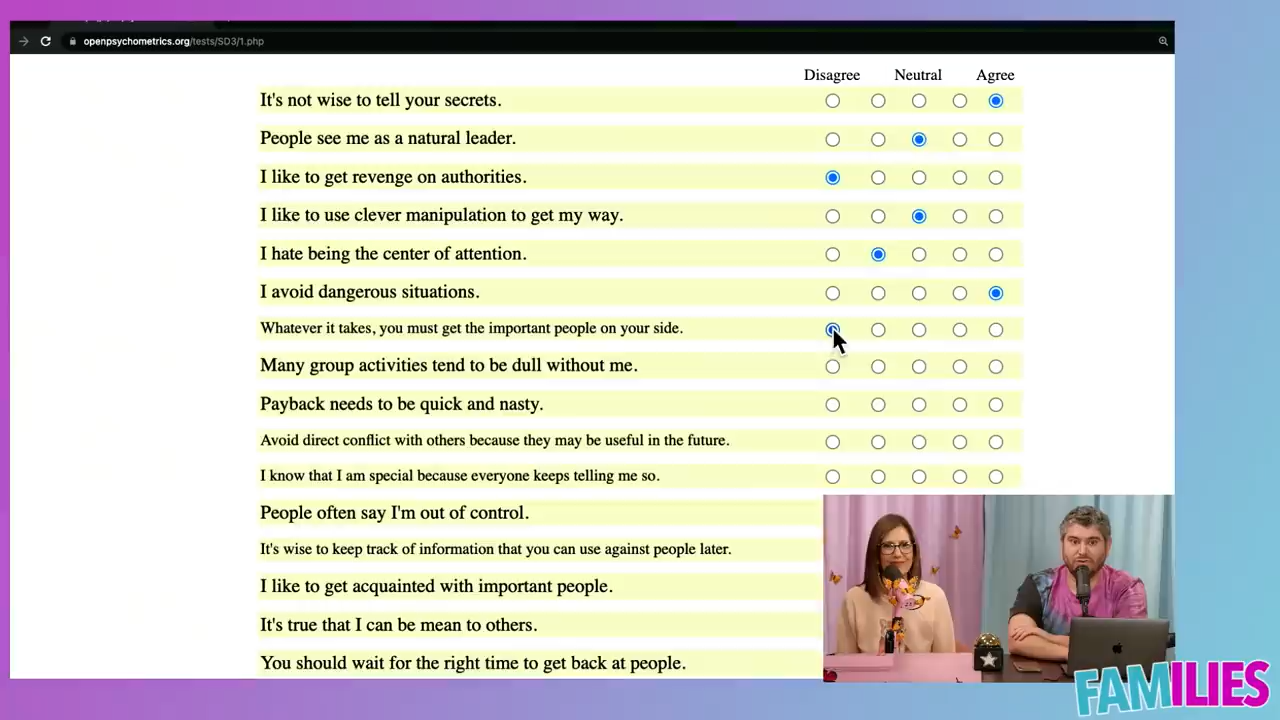 openpsychometrics.org/tests/SD3/1.php
Disagree Neutral Agree
It's not wise to tell your secrets.
People see me as a natural leader.
I like to get revenge on authorities.
I like to use clever manipulation to get my way.
I hate being the center of attention.
I avoid dangerous situations.
Whatever it takes, you must get the important people on your side.
Many group activities tend to be dull without me.
Payback needs to be quick and nasty.
Avoid direct conflict with others because they may be useful in the future.
I know that I am special because everyone keeps telling me so.
People often say I'm out of control.
It's wise to keep track of information that you can use against people later.
I like to get acquainted with important people.
It's true that I can be mean to others.
You should wait for the right time to get back at people.
FAMILIES